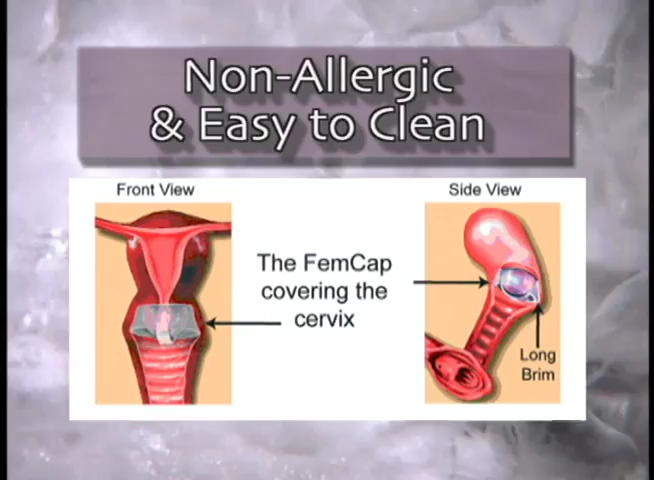 Non-Allergic
& Easy to Clean
Front View
Side View
The FemCap
covering the
cervix
Long
Brim